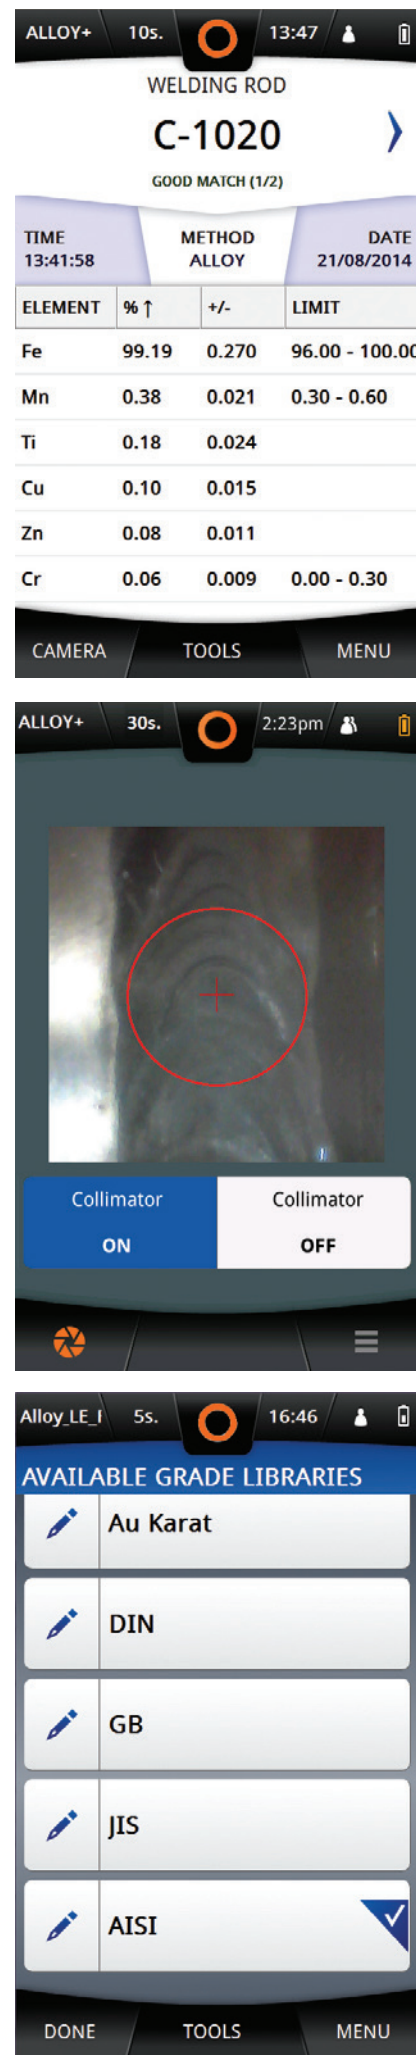 ALLOY+ 10s. 13:47
WELDING ROD
C-1020
GOOD MATCH (1/2)
TIME METHOD DATE
13:41:58 ALLOY 21/08/2014
ELEMENT % ↑ +/- LIMIT
Fe 99.19 0.270 96.00 - 100.00
Mn 0.38 0.021 0.30 - 0.60
Ti 0.18 0.024
Cu 0.10 0.015
Zn 0.08 0.011
Cr 0.06 0.009 0.00 - 0.30
CAMERA TOOLS MENU
ALLOY+ 30s. 2:23pm
Collimator Collimator
ON OFF
Alloy_LE_ 5s. 16:46
AVAILABLE GRADE LIBRARIES
Au Karat
DIN
GB
JIS
AISI
DONE TOOLS MENU